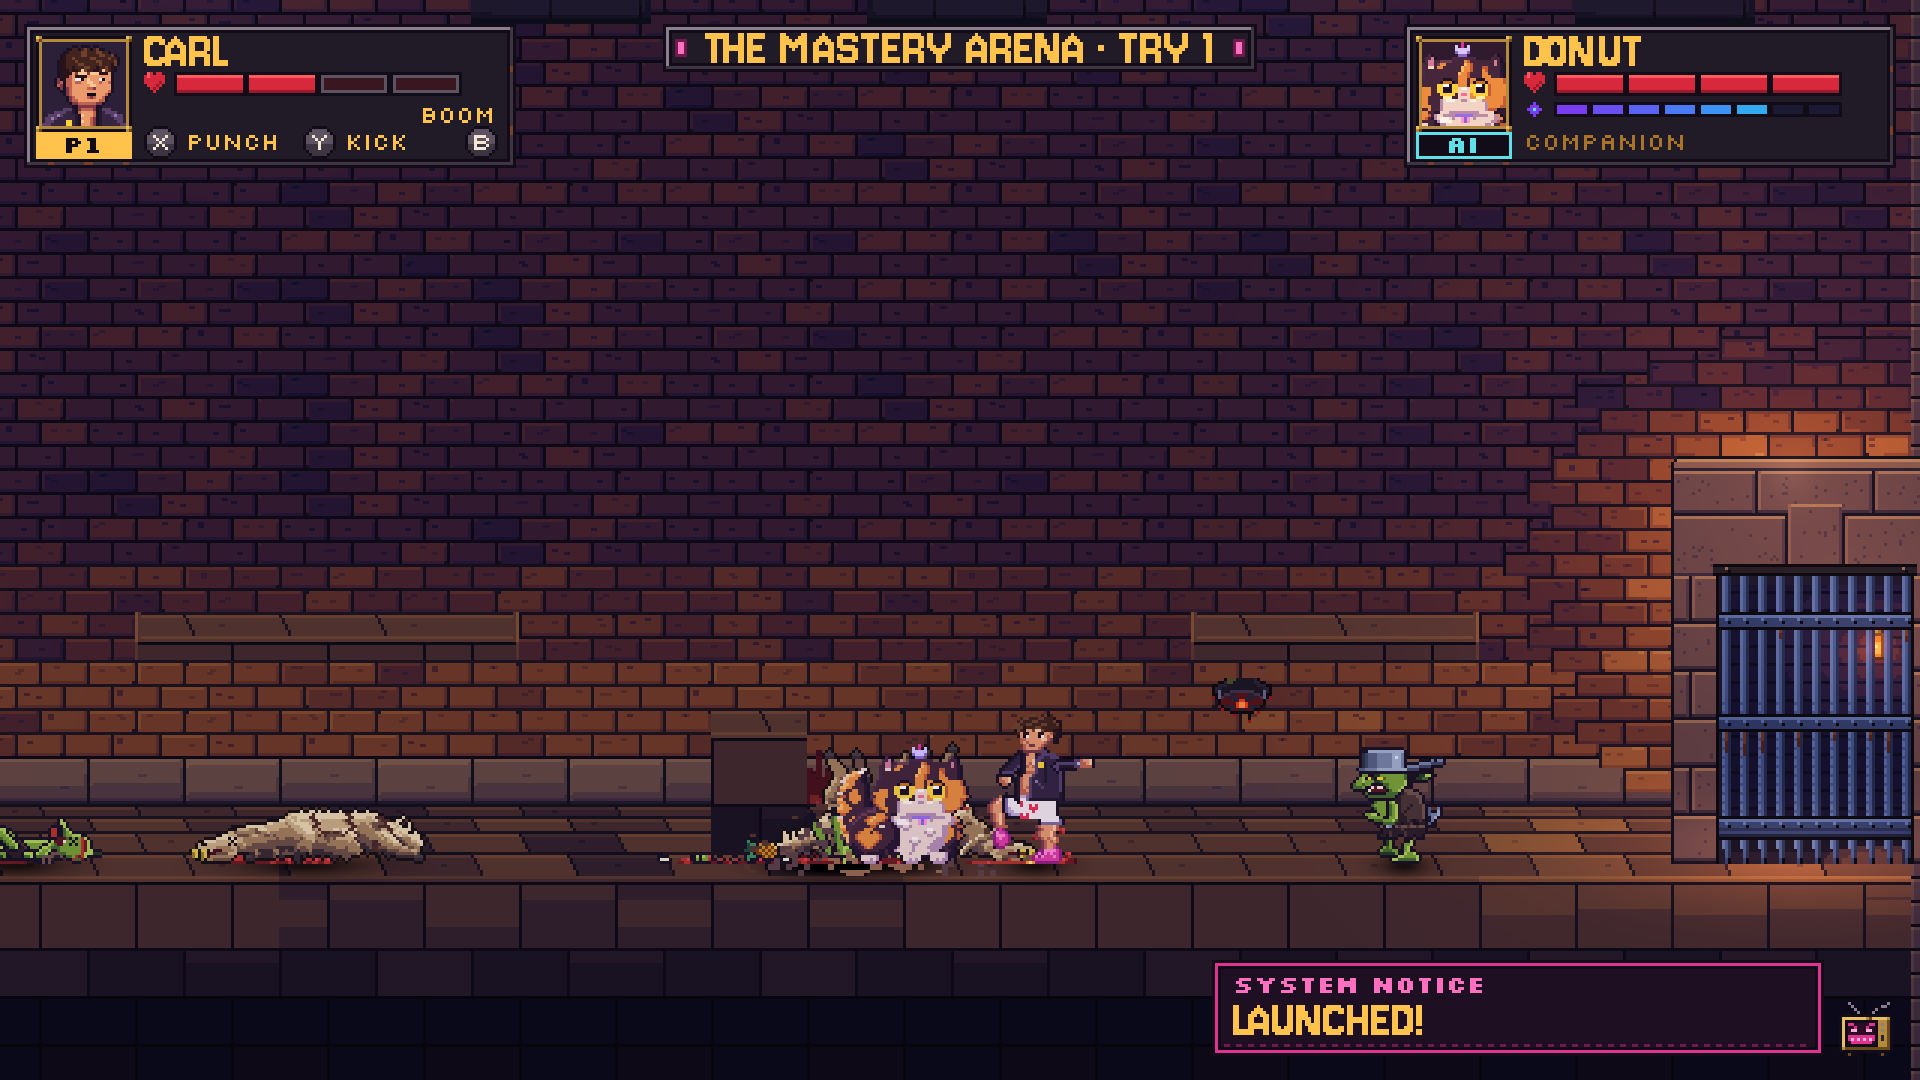 CARL
BOOM
P1
X PUNCH Y KICK B
THE MASTERY ARENA · TRY 1
DONUT
AI
COMPANION
SYSTEM NOTICE
LAUNCHED!